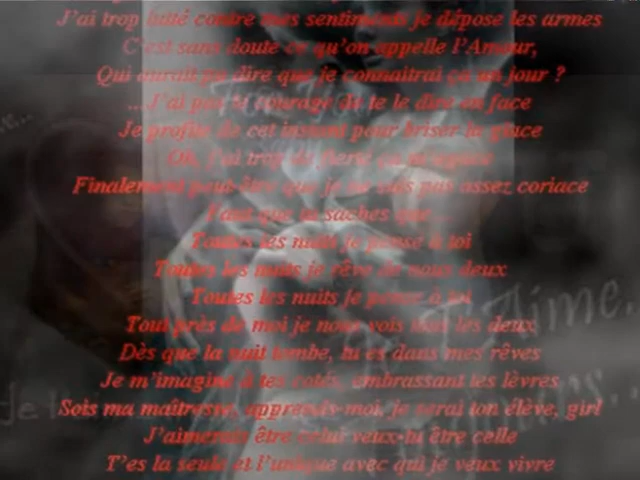 J'ai trop lutté contre mes sentiments je dépose les armes
C'est sans doute ce qu'on appelle l'Amour,
Qui aurait pu dire que je connaîtrai ça un jour ?
...J'ai pas le courage de te le dire en face
Je profite de cet instant pour briser la glace
Oh, j'ai trop de fierté ça m'agace
Finalement peut-être que je ne suis pas assez coriace
Faut que tu saches que...
Toutes les nuits je pense à toi
Toutes les nuits je rêve de nous deux
Toutes les nuits je pense à toi
Tout près de moi je nous vois tous les deux
Dès que la nuit tombe, tu es dans mes rêves
Je m'imagine à tes cotés, embrassant tes lèvres
Sois ma maîtresse, apprends-moi, je serai ton élève, girl
J'aimerais être celui veux-tu être celle
T'es la seule et l'unique avec qui je veux vivre
Je T'Aime...